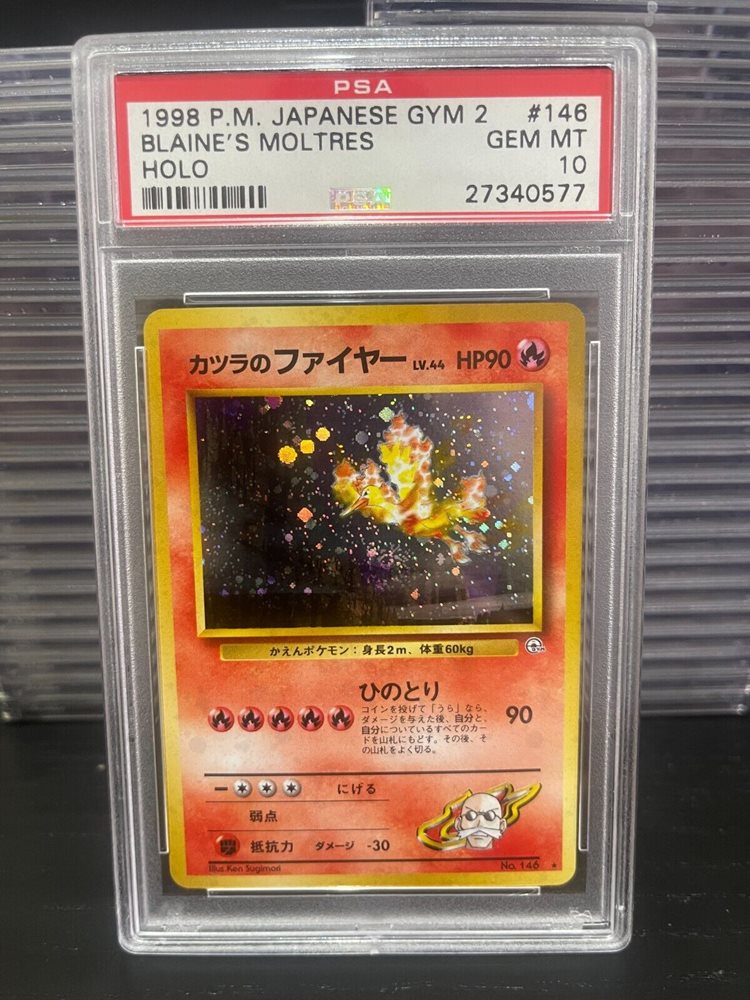 PSA
1998 P.M. JAPANESE GYM 2 #146
BLAINE'S MOLTRES GEM MT
HOLO 10
27340577
カツラのファイヤー LV.44 HP90
かえんポケモン：身長2m、体重60kg
ひのとり
コインを投げて「うら」なら、
ダメージを与えた後、自分と、
自分についているすべてのカー
ドを山札にもどす。その後、そ
の山札をよく切る。
90
にげる
弱点
抵抗力 ダメージ -30
Illus.Ken Sugimori
No. 146 ★